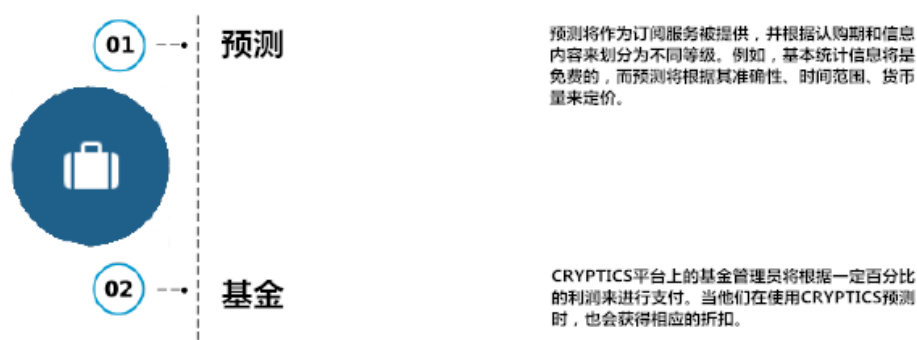 01
预测
预测将作为订阅服务被提供，并根据认购期和信息
内容来划分为不同等级。例如，基本统计信息将是
免费的，而预测将根据其准确性、时间范围、货币
量来定价。
02
基金
CRYPTICS平台上的基金管理员将根据一定百分比
的利润来进行支付。当他们在使用CRYPTICS预测
时，也会获得相应的折扣。